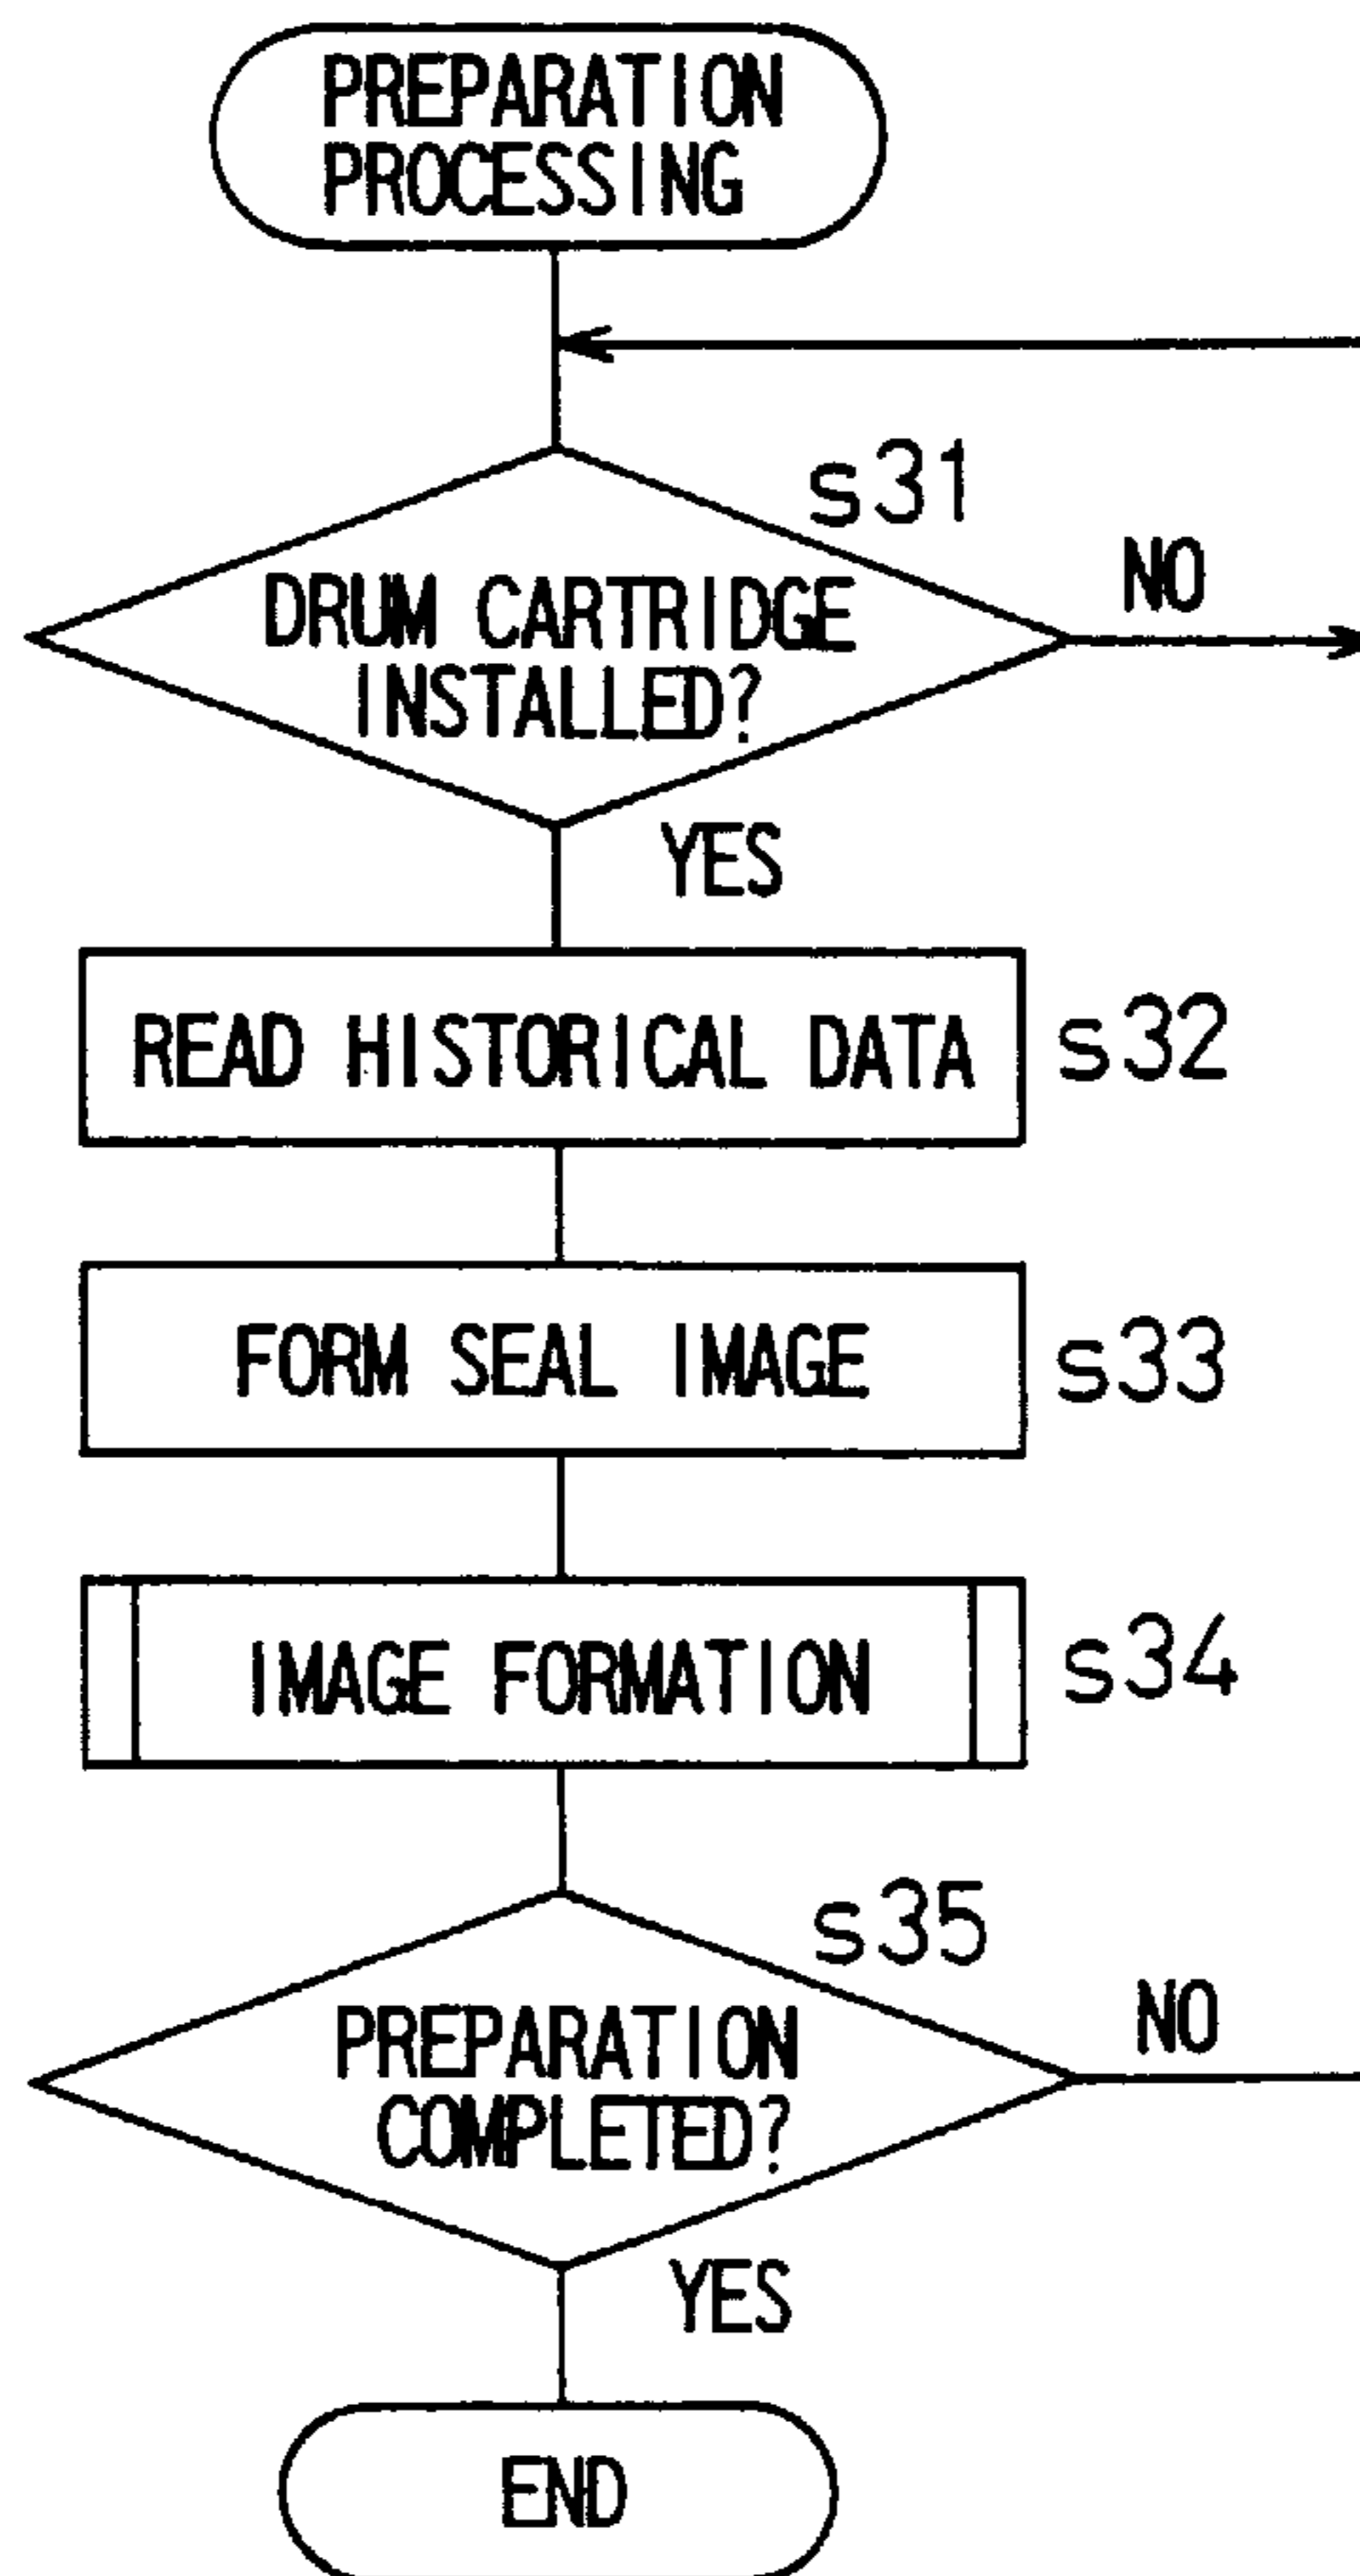 PREPARATION
PROCESSING
s31
NO
DRUM CARTRIDGE
INSTALLED?
YES
READ HISTORICAL DATA
s32
FORM SEAL IMAGE
s33
IMAGE FORMATION
s34
s35
NO
PREPARATION
COMPLETED?
YES
END